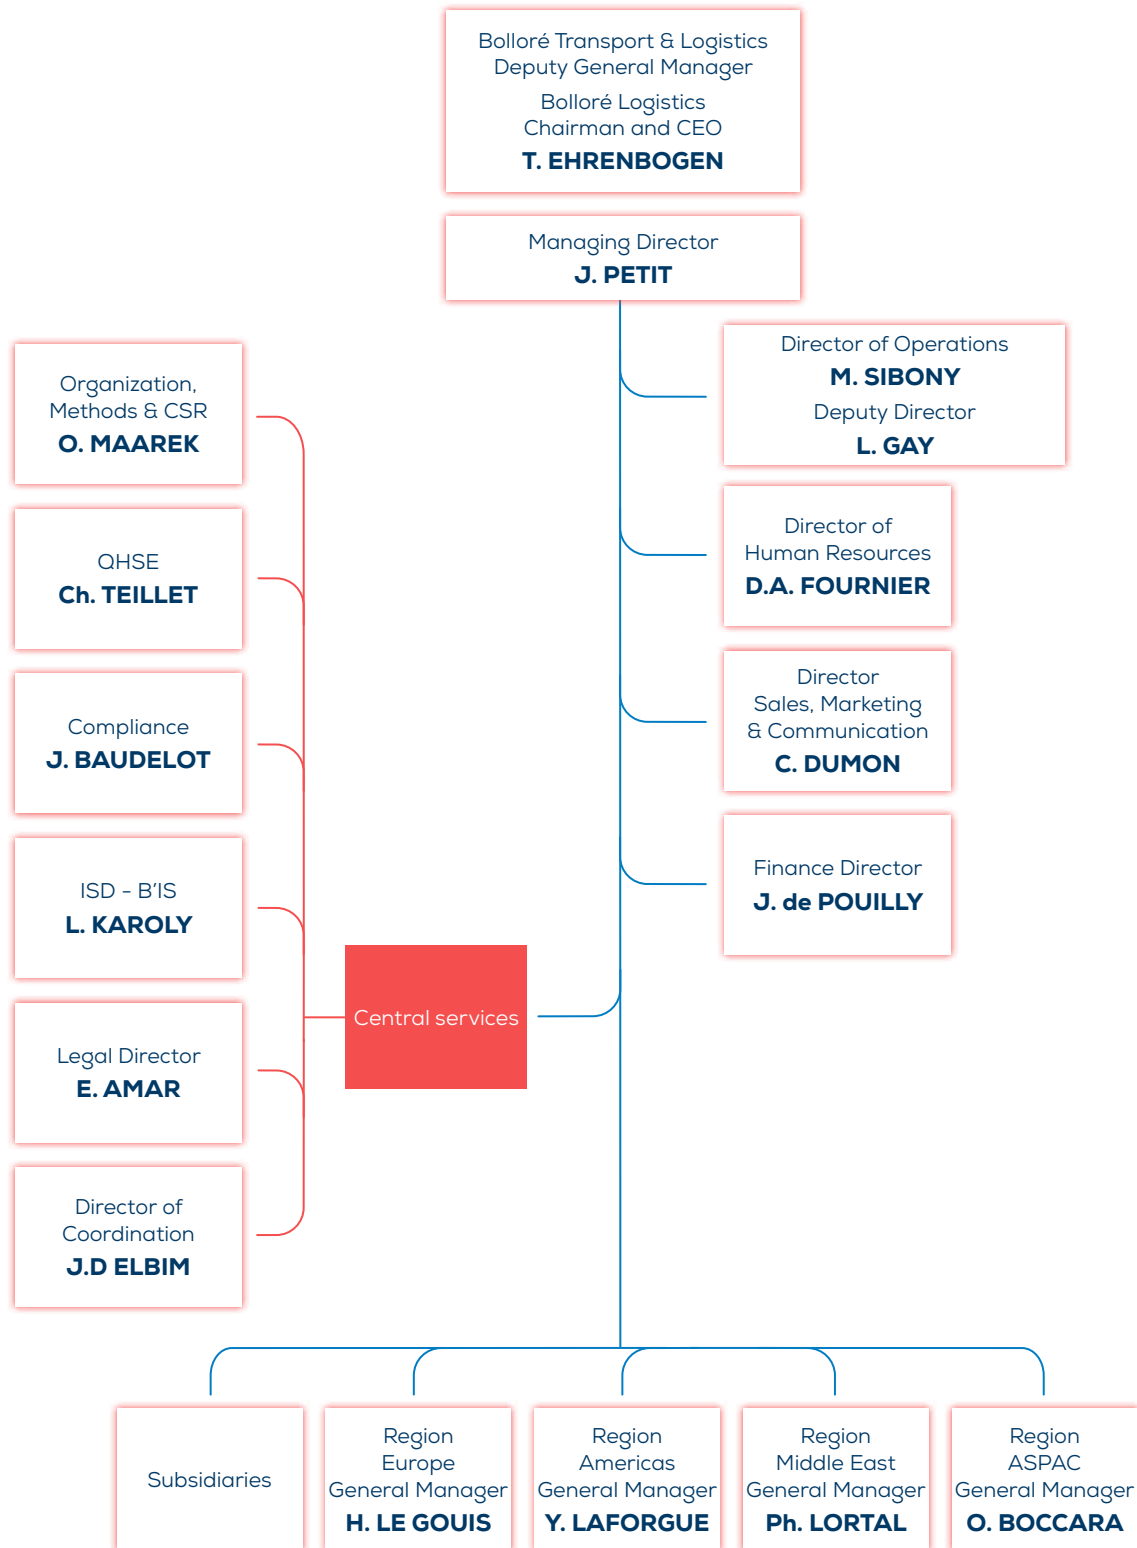 Bolloré Transport & Logistics
Deputy General Manager
Bolloré Logistics
Chairman and CEO
T. EHRENBOGEN
Managing Director
J. PETIT
Director of Operations
M. SIBONY
Deputy Director
L. GAY
Director of
Human Resources
D.A. FOURNIER
Director
Sales, Marketing
& Communication
C. DUMON
Finance Director
J. de POUILLY
Organization,
Methods & CSR
O. MAAREK
QHSE
Ch. TEILLET
Compliance
J. BAUDELOT
ISD - B'IS
L. KAROLY
Legal Director
E. AMAR
Director of
Coordination
J.D ELBIM
Central services
Subsidiaries
Region
Europe
General Manager
H. LE GOUIS
Region
Americas
General Manager
Y. LAFORGUE
Region
Middle East
General Manager
Ph. LORTAL
Region
ASPAC
General Manager
O. BOCCARA